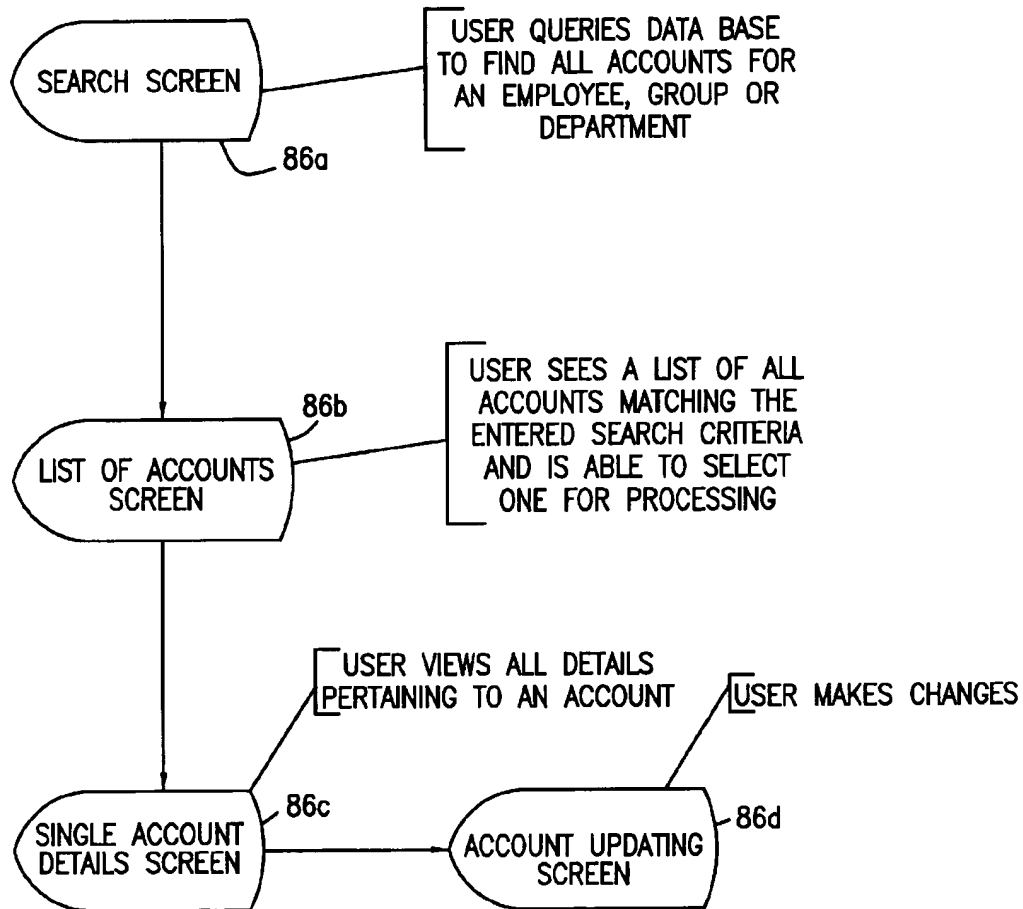 SEARCH SCREEN
86a
USER QUERIES DATA BASE
TO FIND ALL ACCOUNTS FOR
AN EMPLOYEE, GROUP OR
DEPARTMENT
LIST OF ACCOUNTS
SCREEN
86b
USER SEES A LIST OF ALL
ACCOUNTS MATCHING THE
ENTERED SEARCH CRITERIA
AND IS ABLE TO SELECT
ONE FOR PROCESSING
SINGLE ACCOUNT
DETAILS SCREEN
86c
USER VIEWS ALL DETAILS
PERTAINING TO AN ACCOUNT
ACCOUNT UPDATING
SCREEN
86d
USER MAKES CHANGES